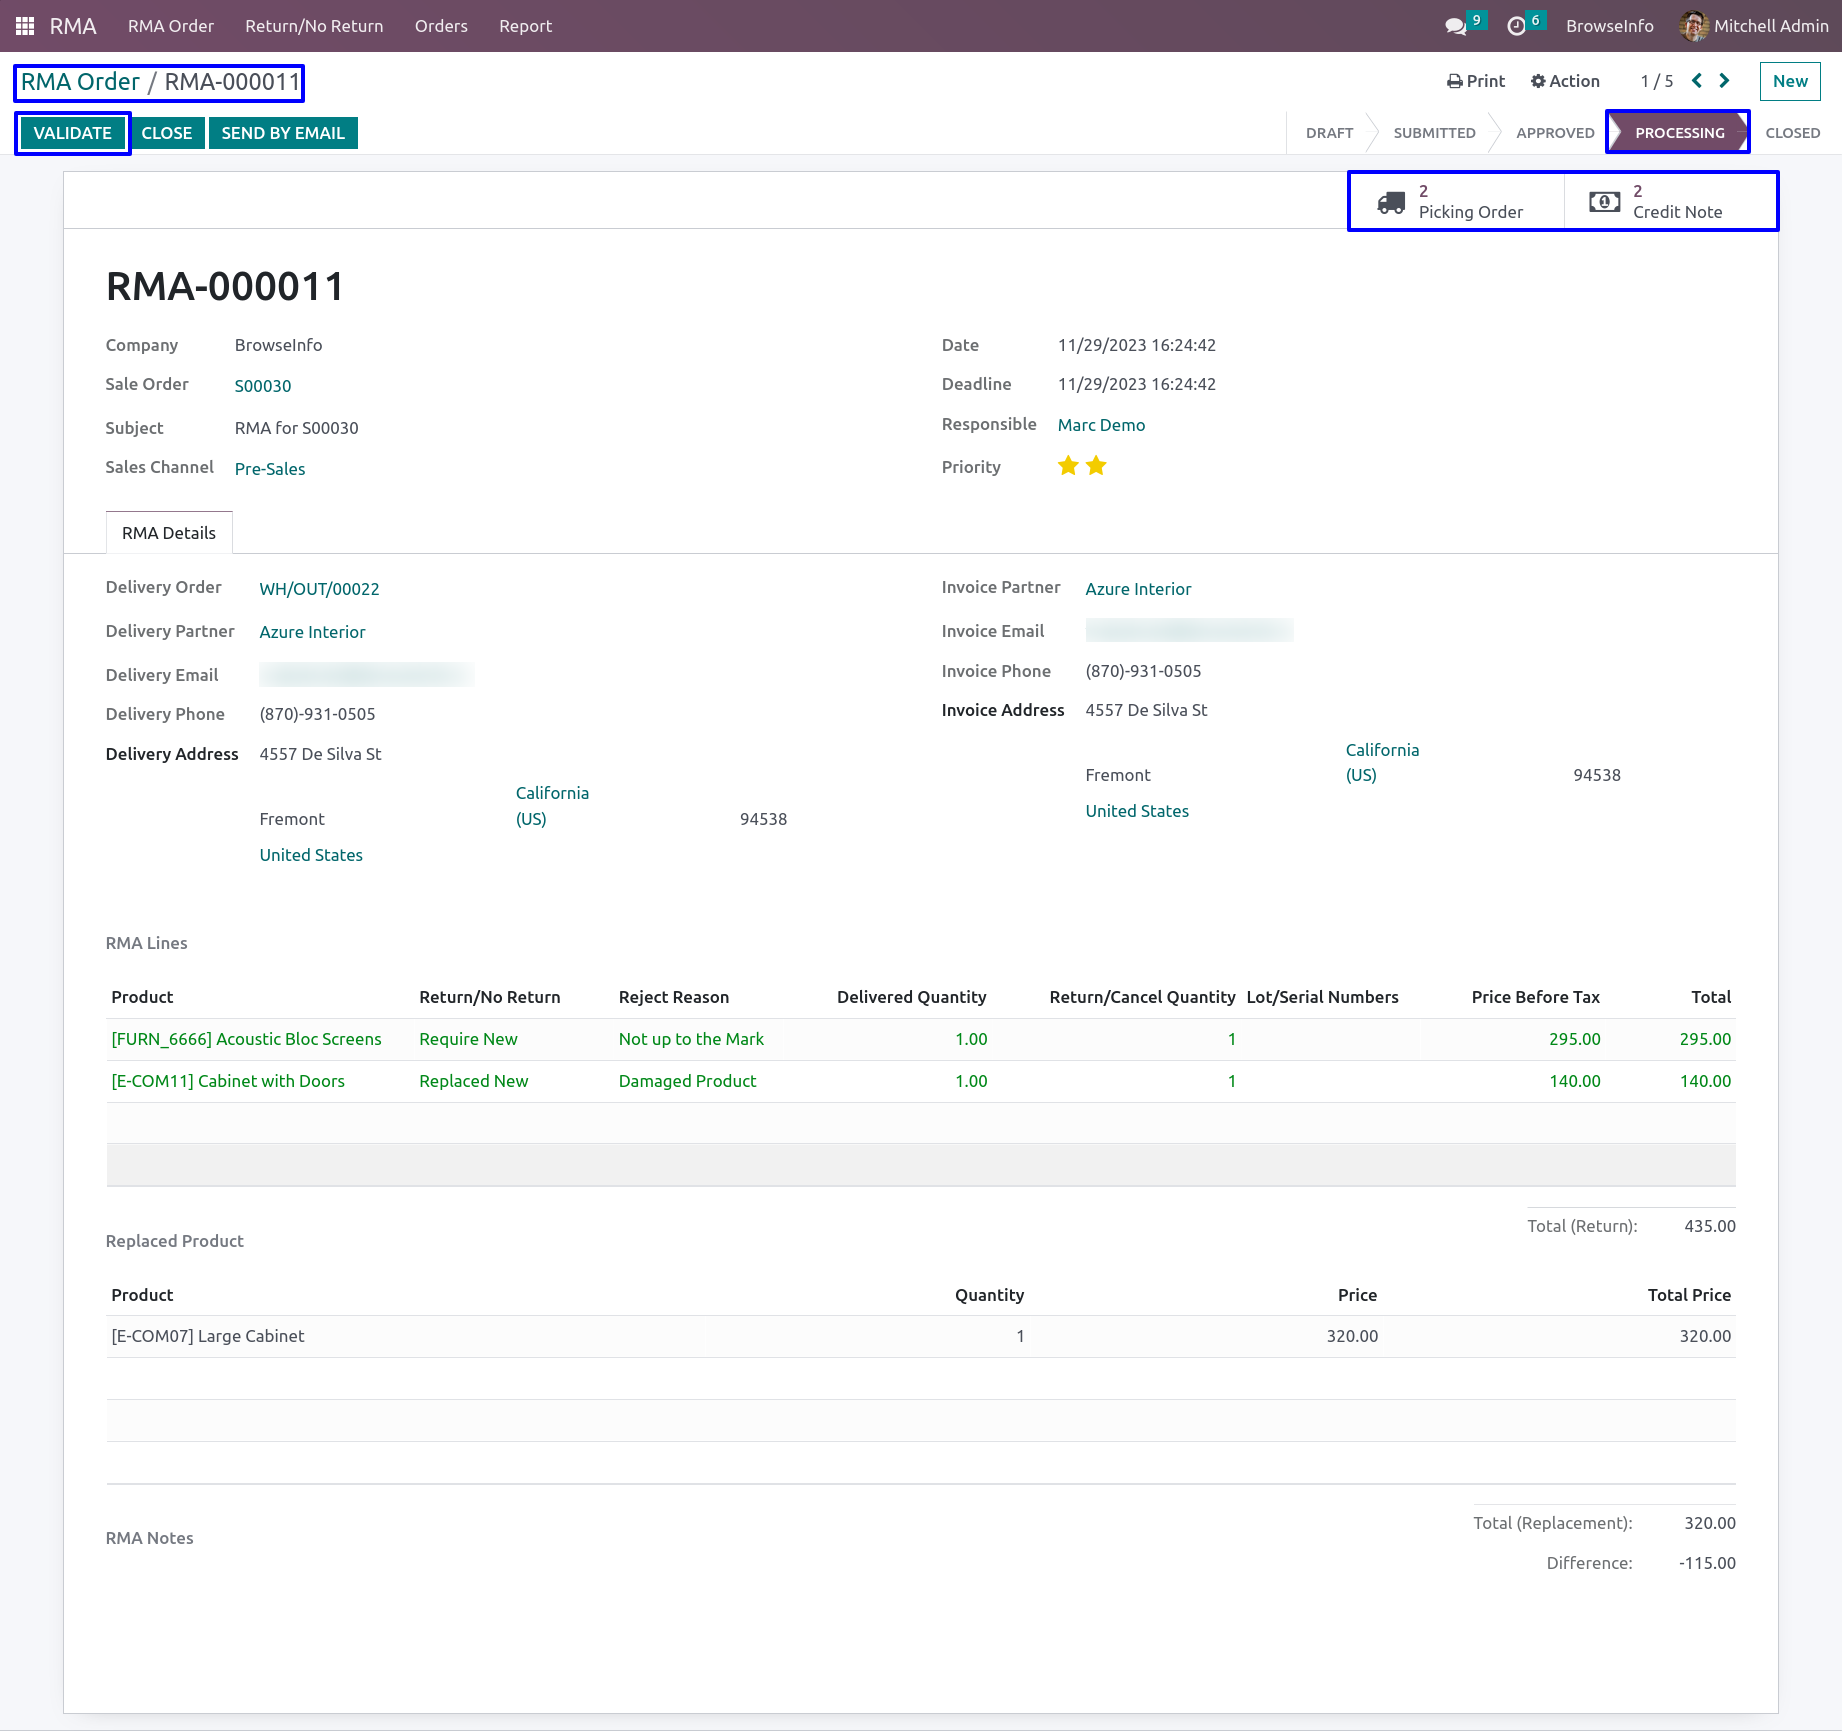 RMA RMA Order Return/No Return Orders Report 9 6 BrowseInfo Mitchell Admin
RMA Order / RMA-000011 Print Action 1 / 5 New
VALIDATE CLOSE SEND BY EMAIL DRAFT SUBMITTED APPROVED PROCESSING CLOSED
2 Picking Order 2 Credit Note
RMA-000011
Company BrowseInfo Date 11/29/2023 16:24:42
Sale Order S00030 Deadline 11/29/2023 16:24:42
Subject RMA for S00030 Responsible Marc Demo
Sales Channel Pre-Sales Priority
RMA Details
Delivery Order WH/OUT/00022 Invoice Partner Azure Interior
Delivery Partner Azure Interior Invoice Email
Delivery Email Invoice Phone (870)-931-0505
Delivery Phone (870)-931-0505 Invoice Address 4557 De Silva St
Delivery Address 4557 De Silva St California
Fremont (US) 94538
California
Fremont (US) 94538 United States
United States
RMA Lines
Product Return/No Return Reject Reason Delivered Quantity Return/Cancel Quantity Lot/Serial Numbers Price Before Tax Total
[FURN_6666] Acoustic Bloc Screens Require New Not up to the Mark 1.00 1 295.00 295.00
[E-COM11] Cabinet with Doors Replaced New Damaged Product 1.00 1 140.00 140.00
Total (Return): 435.00
Replaced Product
Product Quantity Price Total Price
[E-COM07] Large Cabinet 1 320.00 320.00
Total (Replacement): 320.00
RMA Notes
Difference: -115.00